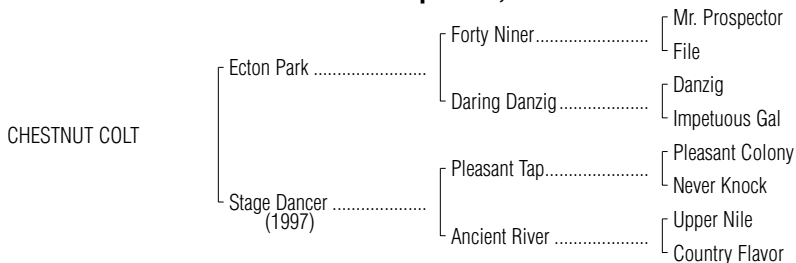 Mr. Prospector
Forty Niner........................
File
Ecton Park ........................
Danzig
Daring Danzig...................
Impetuous Gal
CHESTNUT COLT
Pleasant Colony
Pleasant Tap......................
Never Knock
Stage Dancer ....................
(1997)
Upper Nile
Ancient River ....................
Country Flavor